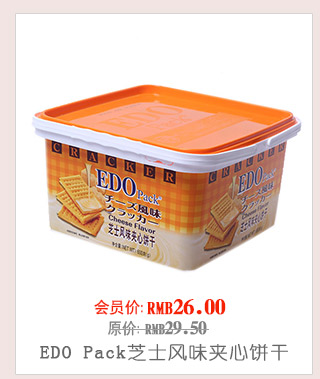 CRACKER
CRACKER
EDO Pack
チーズ風味
クラッカー
Cheese Flavor
芝士风味夹心饼干
会员价: RMB26.00
原价: RMB29.50
EDO Pack芝士风味夹心饼干